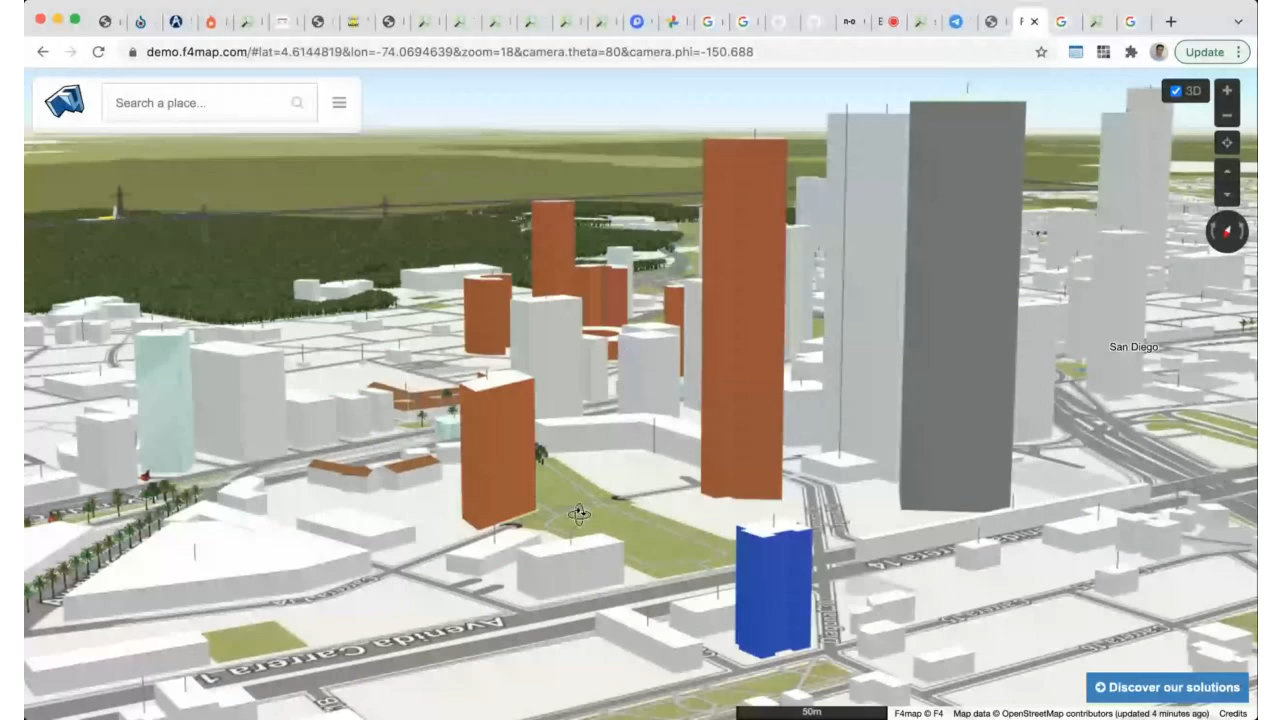 demo.f4map.com/#lat=4.6144819&lon=-74.0694639&zoom=18&camera.theta=80&camera.phi=-150.688
Update
Search a place...
3D
San Diego
Carrera 14
Avenida Carrera 1
Discover our solutions
50m
F4map © F4 Map data © OpenStreetMap contributors (updated 4 minutes ago) Credits